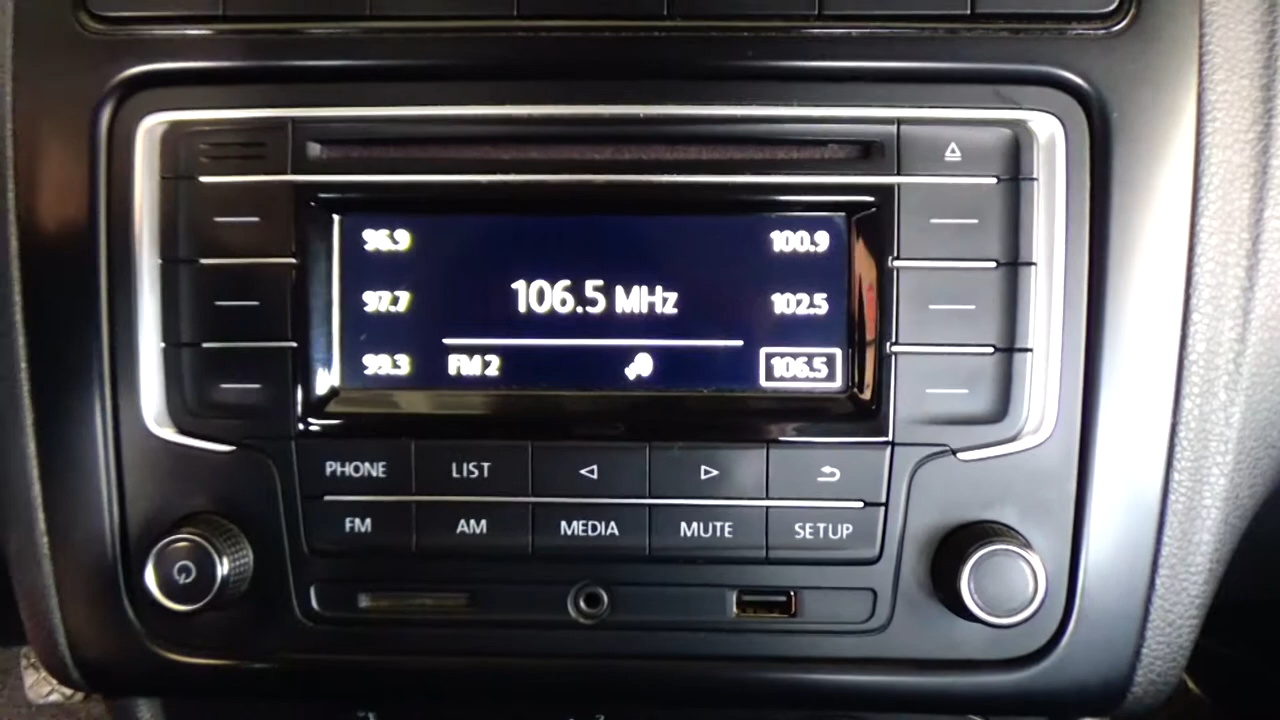 96.9 100.9
106.5 MHz
97.7 102.5
99.3 FM 2 106.5
PHONE LIST
FM AM MEDIA MUTE SETUP